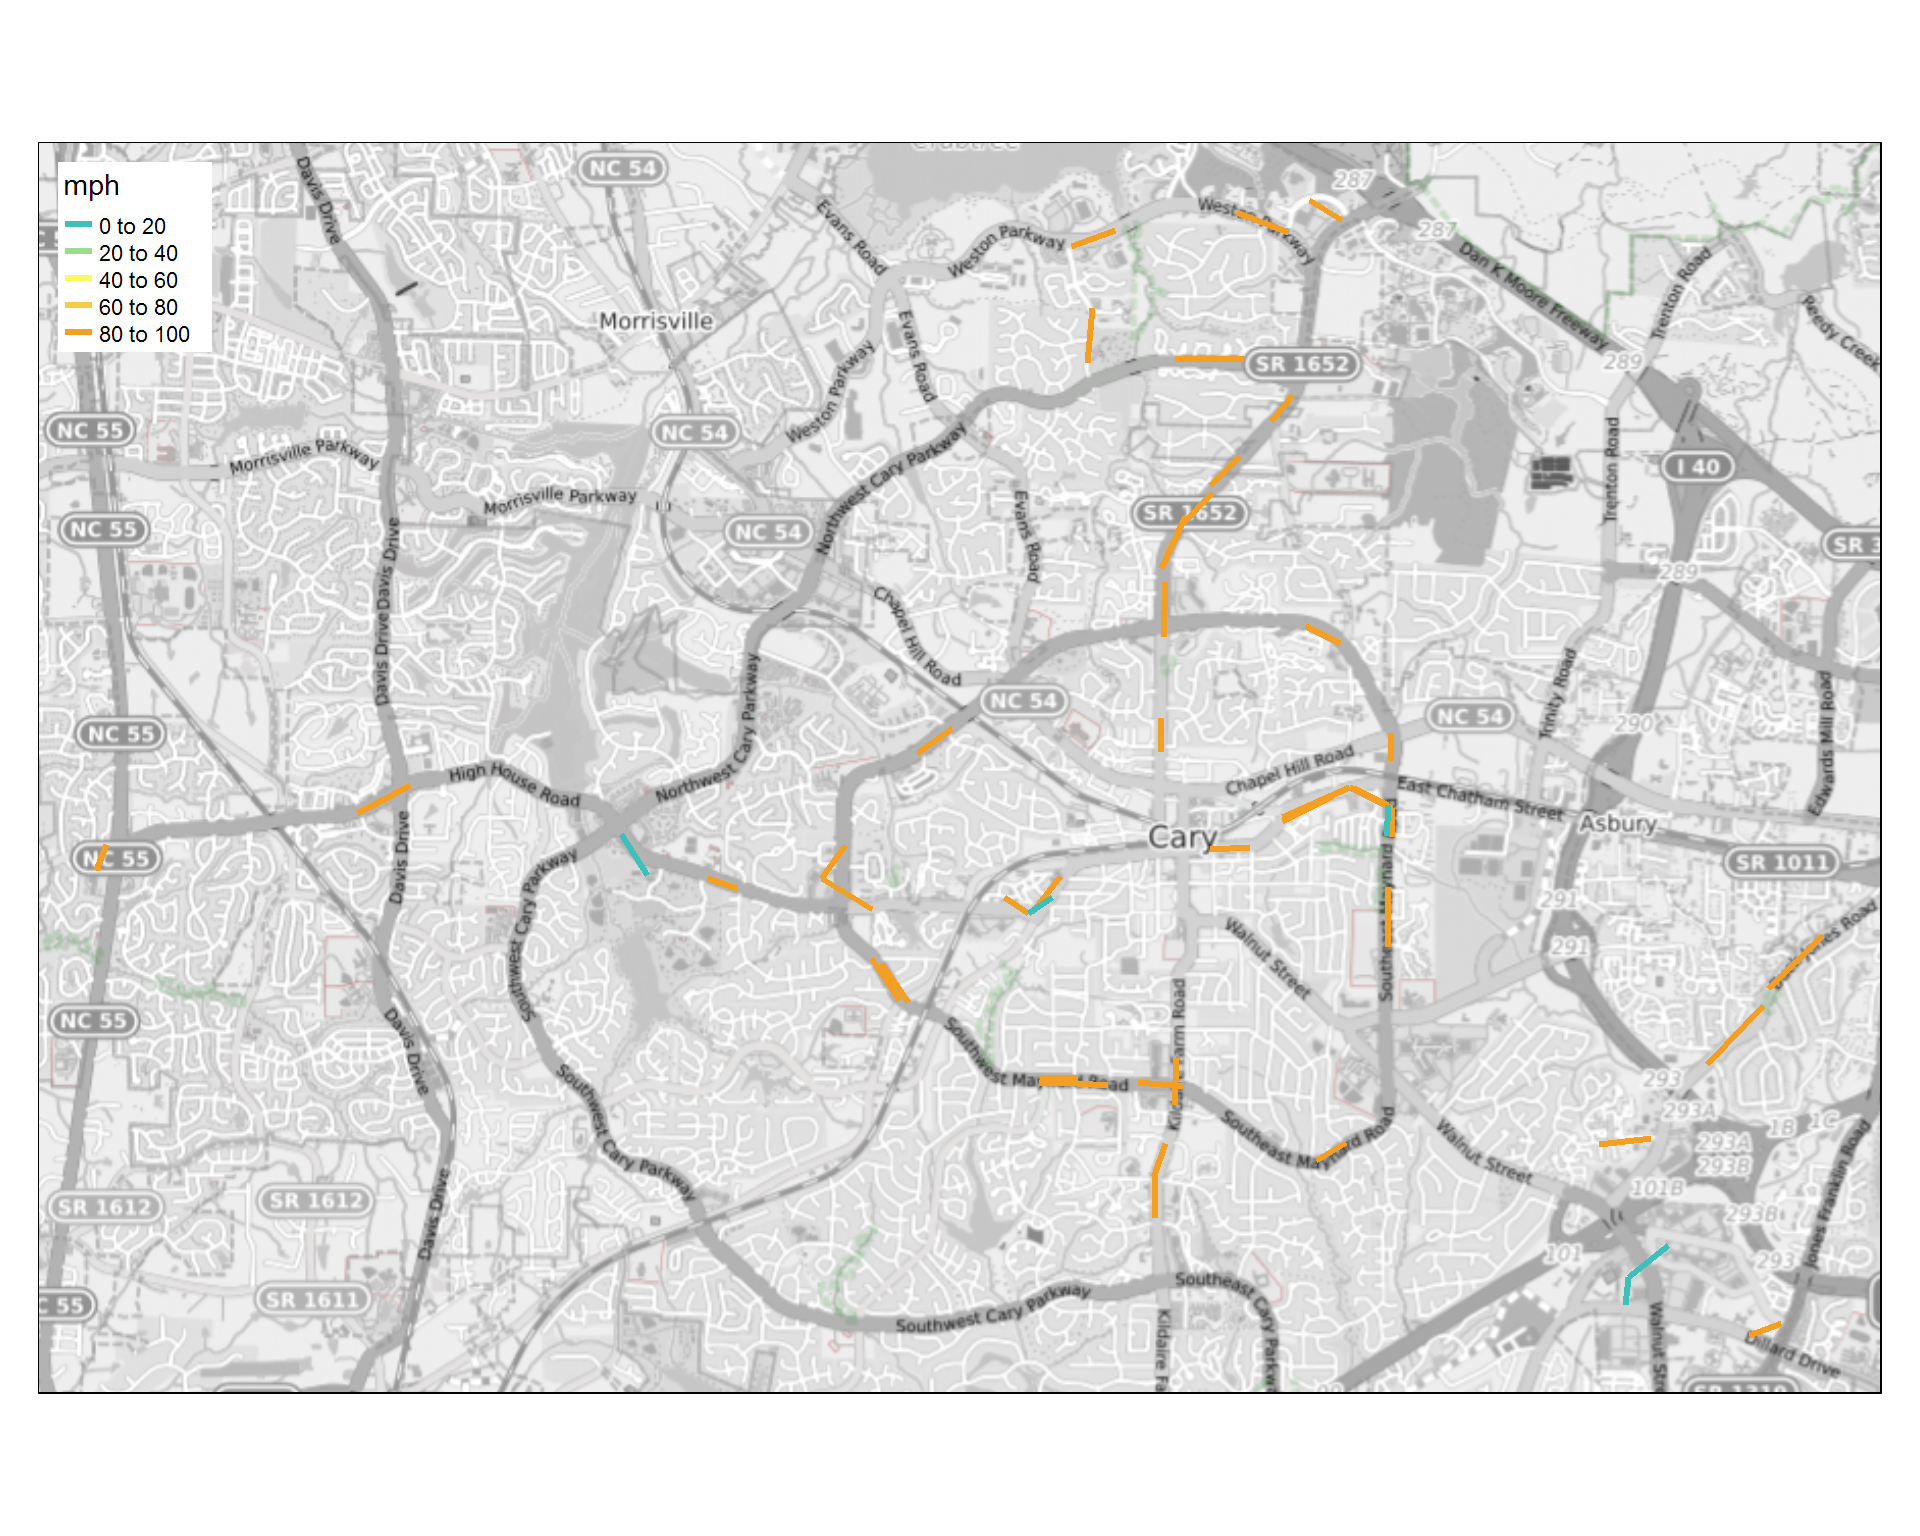 mph
0 to 20
20 to 40
40 to 60
60 to 80
80 to 100
Crabtree
NC 54
287
Davis Drive
Evans Road
Weston Parkway
Weston Parkway
287
Dan K Moore Freeway
Trenton Road
Reedy Creek
Morrisville
Evans Road
Weston Parkway
SR 1652
289
NC 55
NC 54
Morrisville Parkway
Northwest Cary Parkway
I 40
Trenton Road
Morrisville Parkway
NC 55
NC 54
Evans Road
SR 1652
SR 3
289
Davis Drive
Davis Drive
Chapel Hill Road
Northwest Cary Parkway
Trinity Road
Edwards Mill Road
NC 54
NC 54
NC 55
290
High House Road
Chapel Hill Road
East Chatham Street
Asbury
Cary
NC 55
Davis Drive
SR 1011
Southwest Cary Parkway
Walnut Street
Southeast Maynard
291
291
Jones Road
NC 55
Davis Drive
Southwest Maynard Road
Kildaire Farm Road
293
293A
Southwest Cary Parkway
Southeast Maynard Road
Walnut Street
1B
1C
293A
293B
101B
293B
SR 1612
SR 1612
Davis Drive
101
293
Jones Franklin Road
C 55
SR 1611
Southwest Cary Parkway
Southeast Cary Parkway
Kildaire Fa
Walnut Stre
Dillard Drive